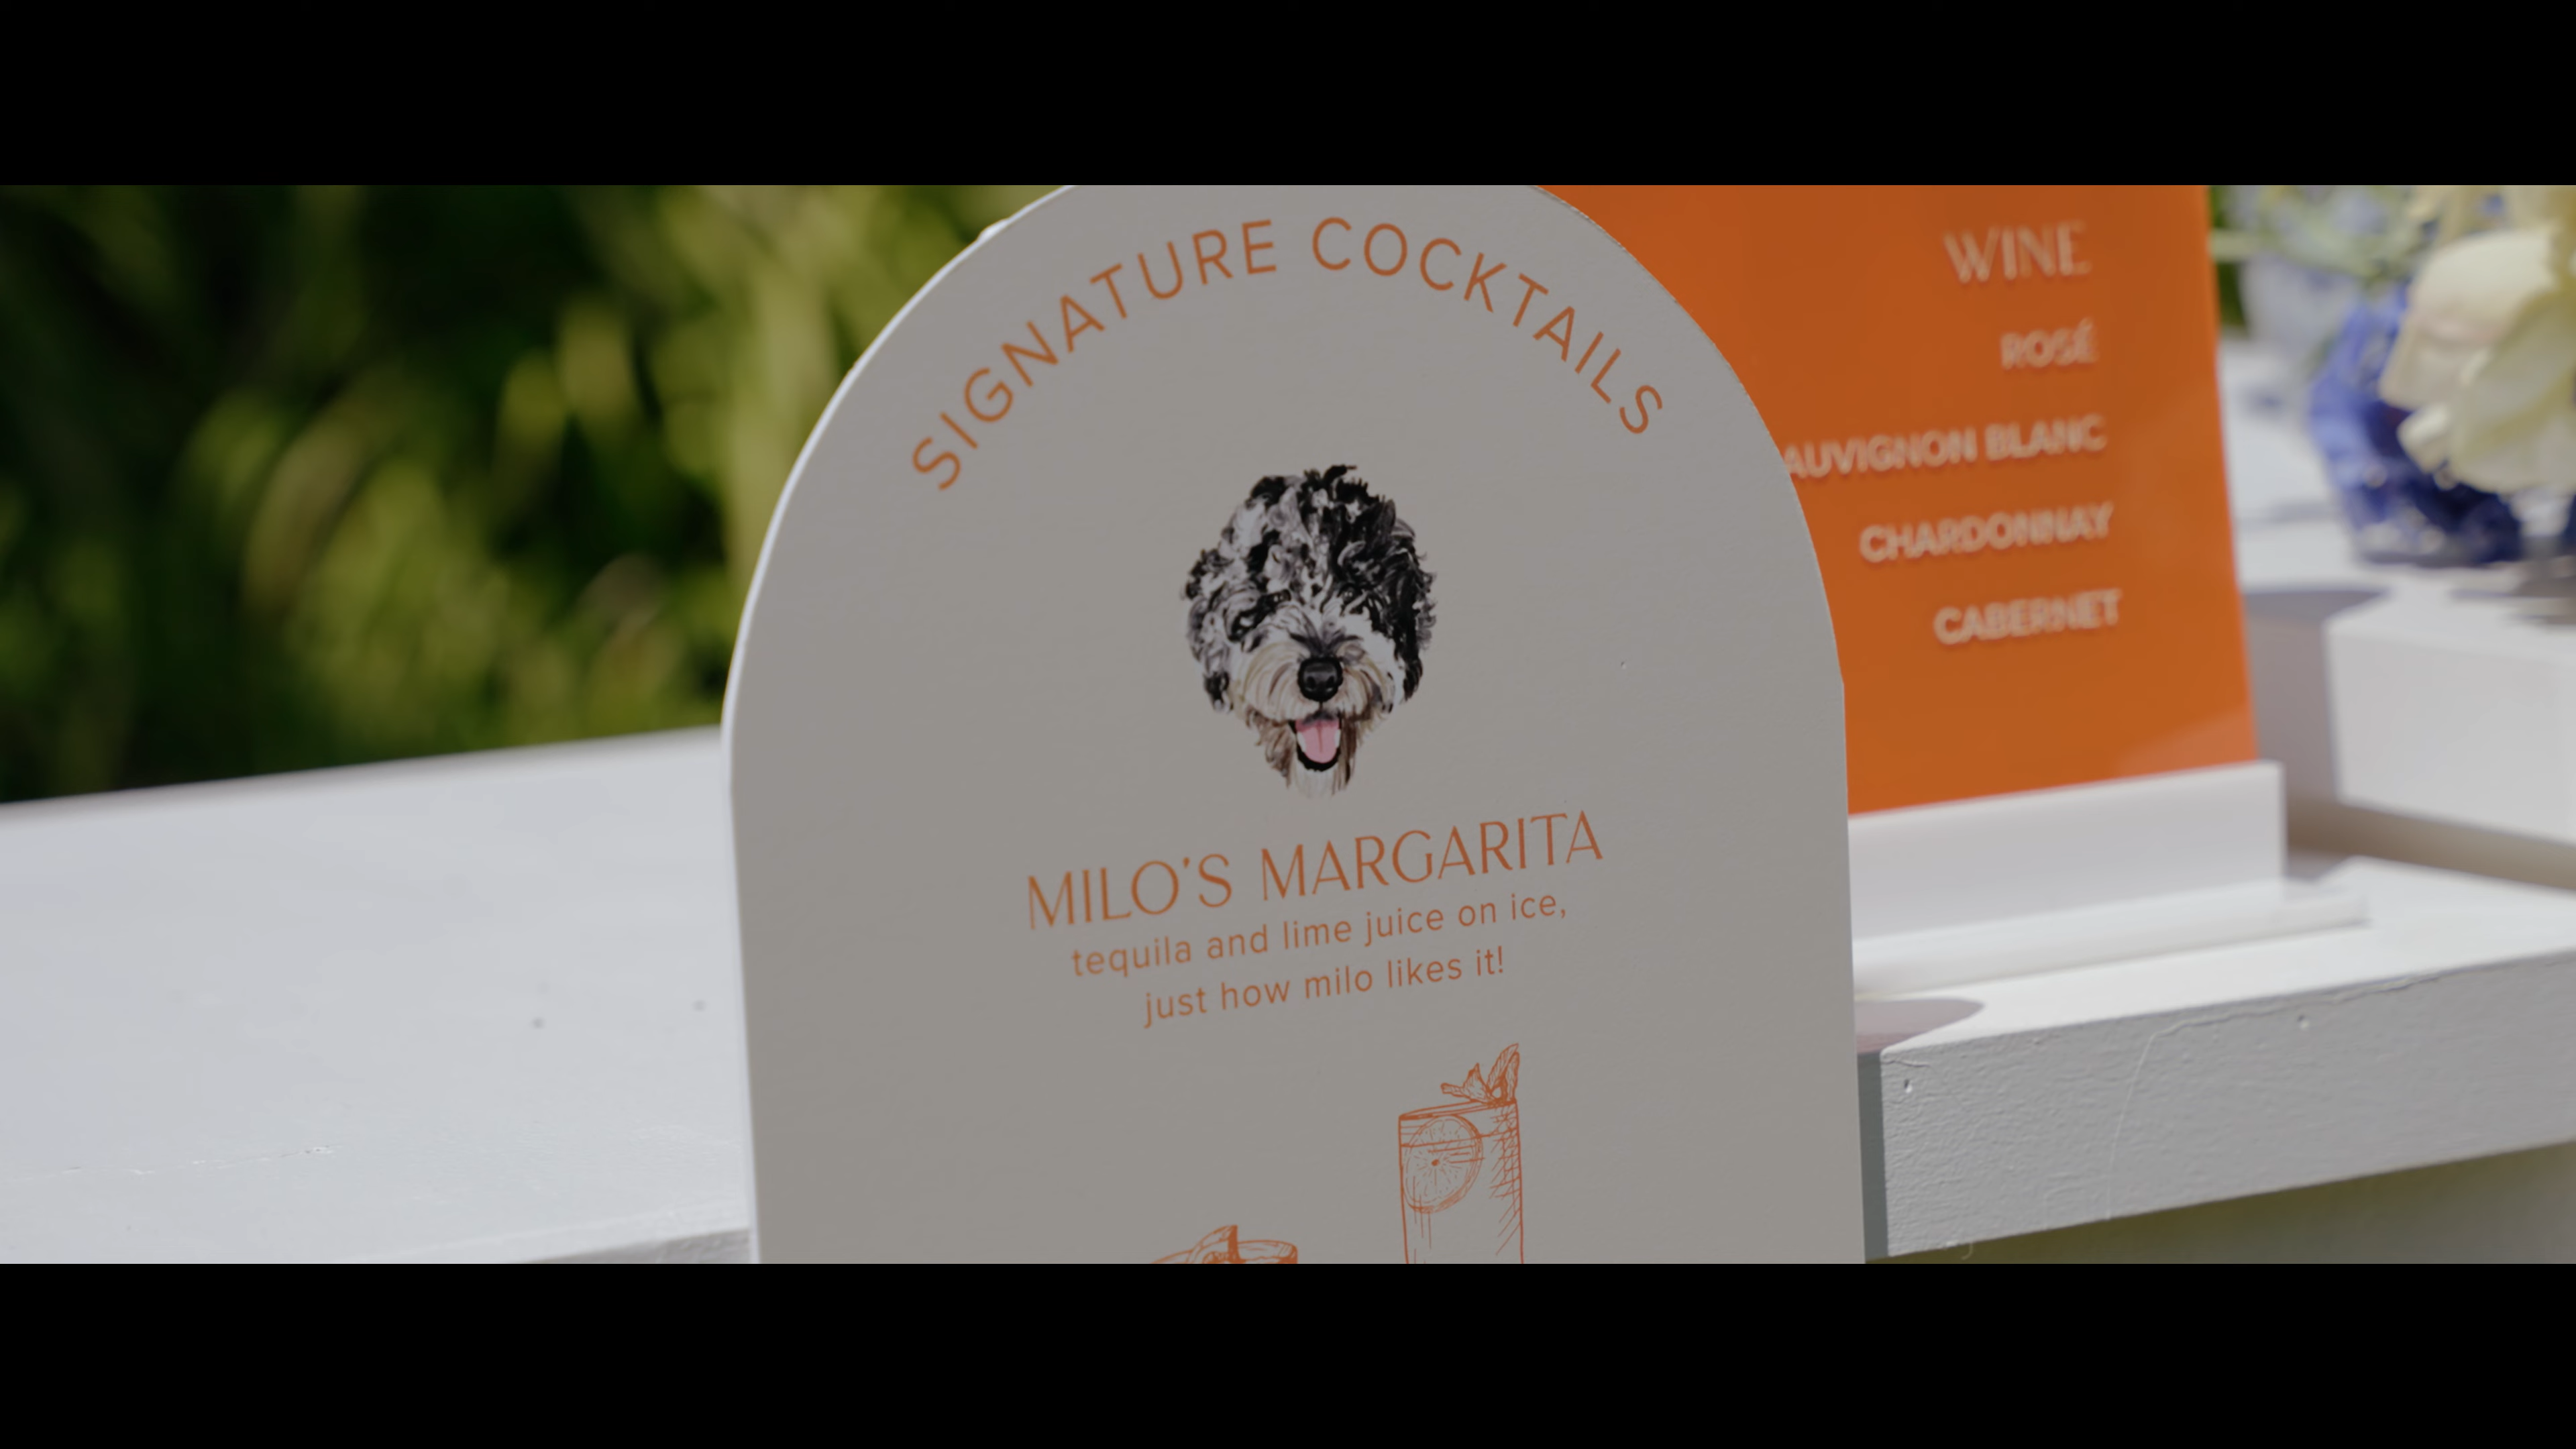 SIGNATURE COCKTAILS
MILO'S MARGARITA
tequila and lime juice on ice,
just how milo likes it!
WINE
ROSÉ
AUVIGNON BLANC
CHARDONNAY
CABERNET